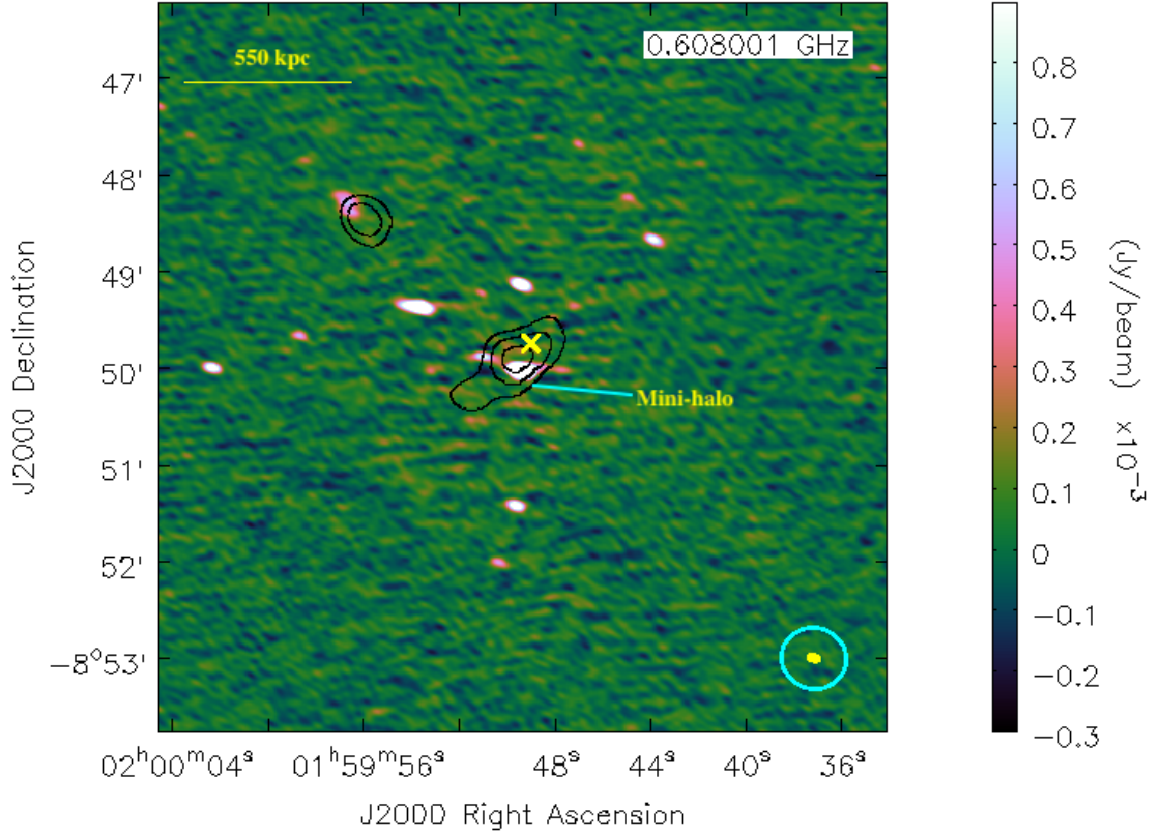 0.608001 GHz
550 kpc
47'
48'
49'
50'
51'
52'
-8°53'
Mini-halo
J2000 Declination
02ʰ00ᵐ04ˢ
01ʰ59ᵐ56ˢ
48ˢ
44ˢ
40ˢ
36ˢ
J2000 Right Ascension
0.8
0.7
0.6
0.5
0.4
0.3
0.2
0.1
0
-0.1
-0.2
-0.3
(Jy/beam) x10⁻³